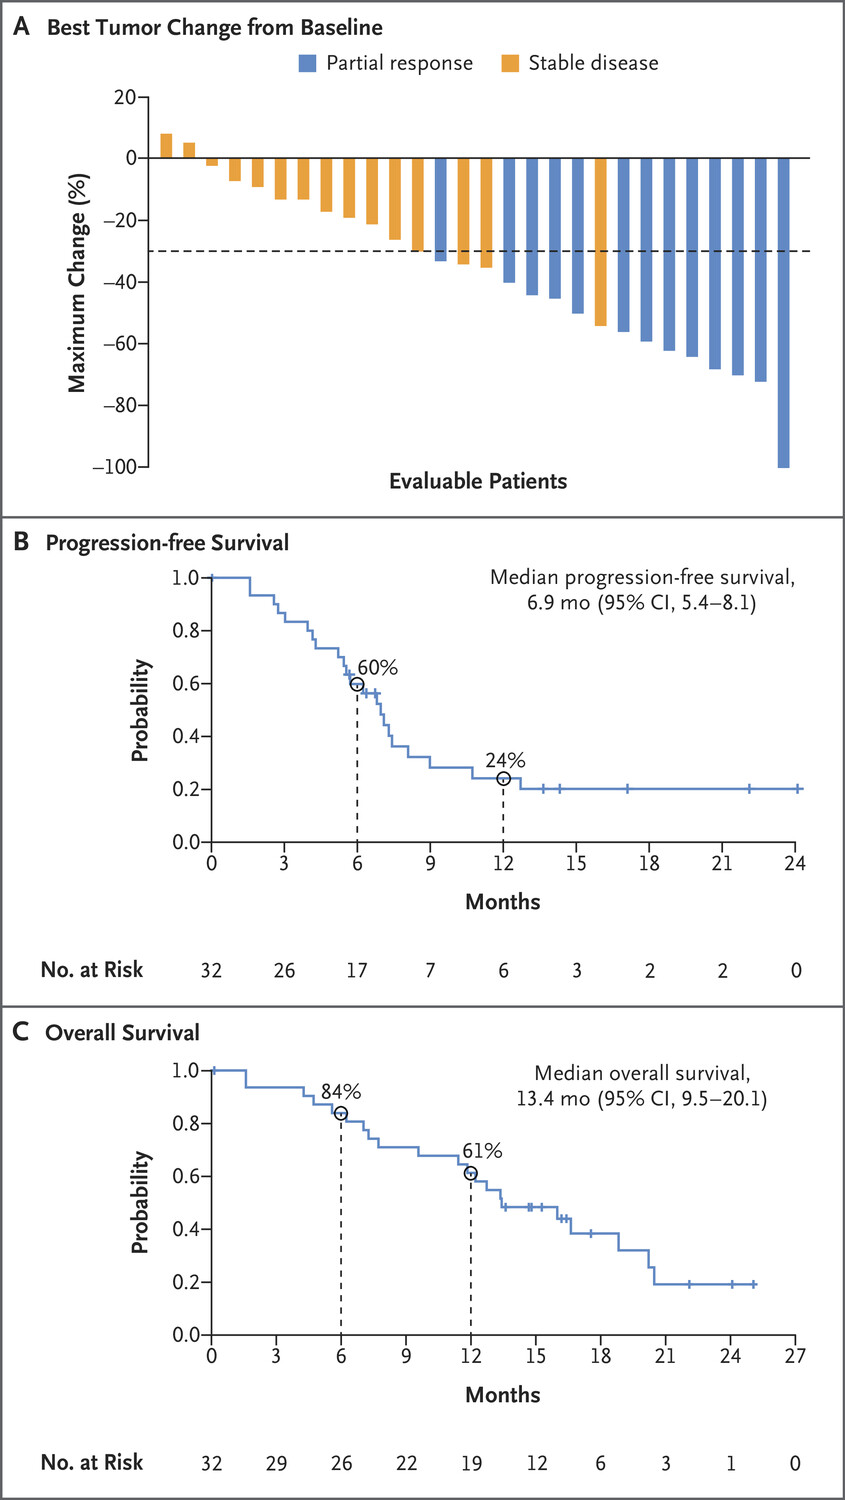 A Best Tumor Change from Baseline
Partial response Stable disease
20
0
–20
–40
–60
–80
–100
Maximum Change (%)
Evaluable Patients
B Progression-free Survival
Median progression-free survival,
6.9 mo (95% CI, 5.4–8.1)
1.0
0.8
0.6
0.4
0.2
0.0
Probability
60%
24%
0 3 6 9 12 15 18 21 24
Months
No. at Risk 32 26 17 7 6 3 2 2 0
C Overall Survival
Median overall survival,
13.4 mo (95% CI, 9.5–20.1)
1.0
0.8
0.6
0.4
0.2
0.0
Probability
84%
61%
0 3 6 9 12 15 18 21 24 27
Months
No. at Risk 32 29 26 22 19 12 6 3 1 0